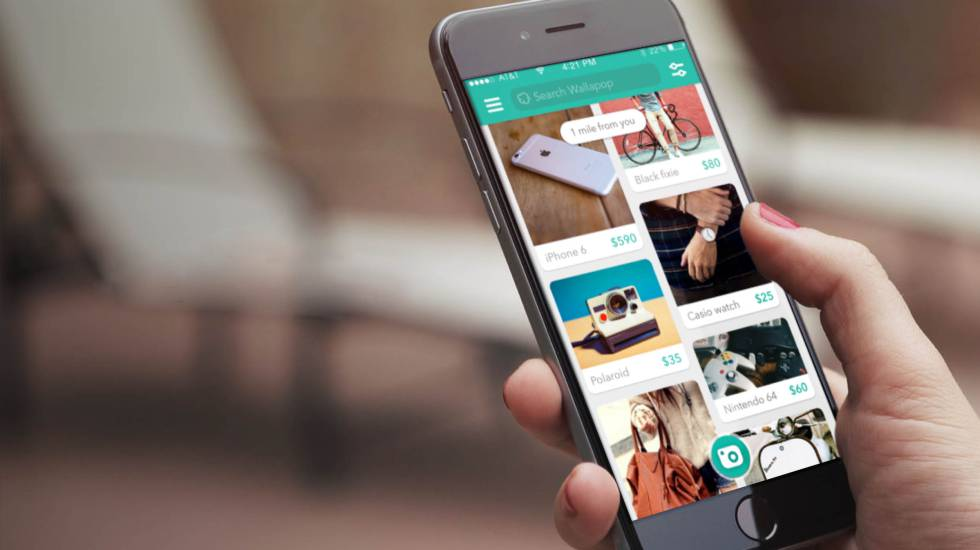 AT&T
4:21 PM
22%
Search Wallapop
1 mile from you
iPhone 6
$590
Black fixie
$80
Casio watch
$25
Polaroid
$35
Nintendo 64
$60